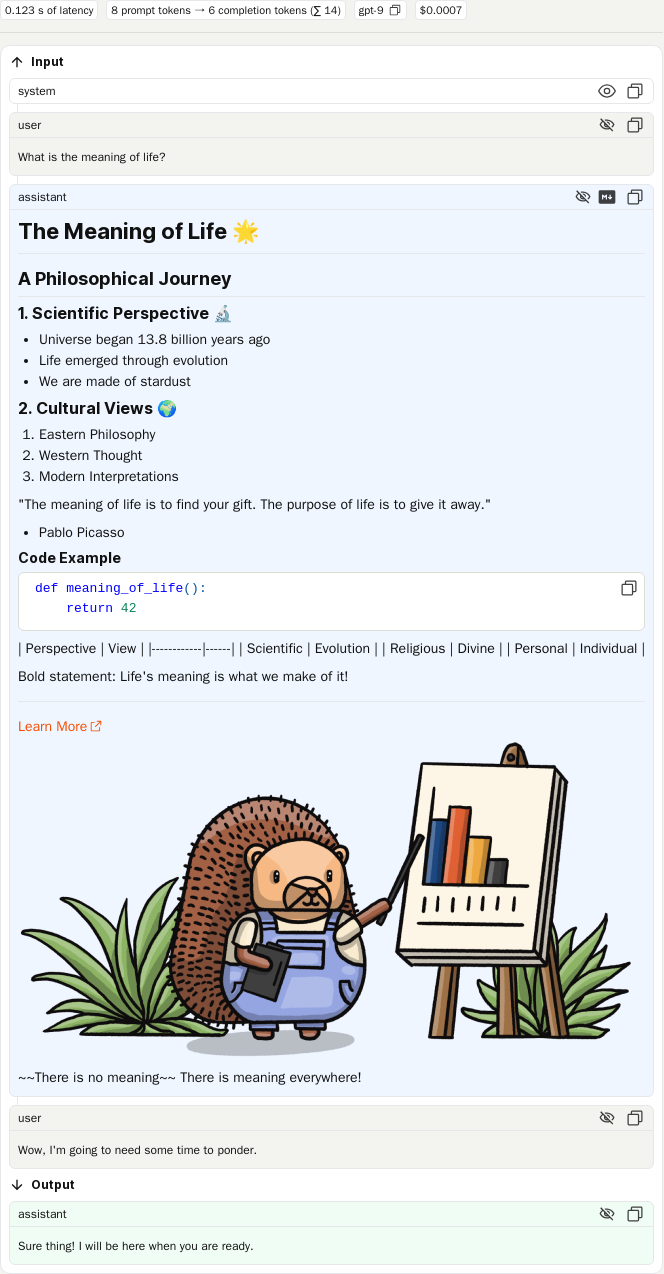 0.123 s of latency
8 prompt tokens → 6 completion tokens (∑ 14)
gpt-9
$0.0007
Input
system
user
What is the meaning of life?
assistant
M↓
The Meaning of Life 🌟
A Philosophical Journey
1. Scientific Perspective 🔬
• Universe began 13.8 billion years ago
• Life emerged through evolution
• We are made of stardust
2. Cultural Views 🌍
1. Eastern Philosophy
2. Western Thought
3. Modern Interpretations
"The meaning of life is to find your gift. The purpose of life is to give it away."
• Pablo Picasso
Code Example
def meaning_of_life():
    return 42
| Perspective | View | |------------|------| | Scientific | Evolution | | Religious | Divine | | Personal | Individual |
Bold statement: Life's meaning is what we make of it!
Learn More
~~There is no meaning~~ There is meaning everywhere!
user
Wow, I'm going to need some time to ponder.
Output
assistant
Sure thing! I will be here when you are ready.